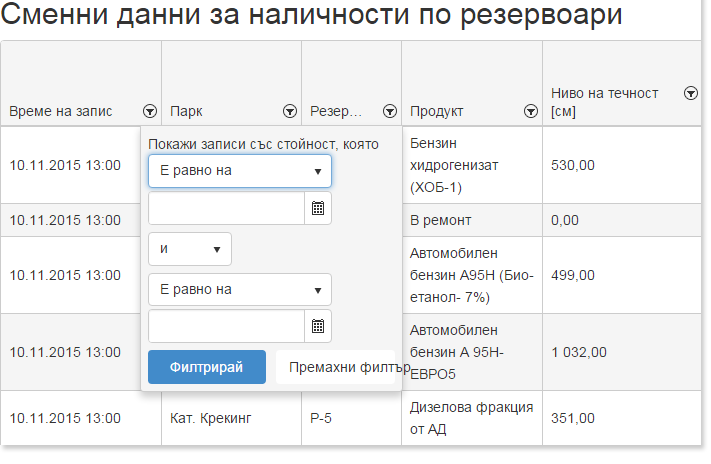 Сменни данни за наличности по резервоари
Време на запис
Парк
Резер...
Продукт
Ниво на течност
[см]
Покажи записи със стойност, която
Е равно на
и
Е равно на
Филтрирай
Премахни филтър
10.11.2015 13:00
Бензин
хидрогенизат
(ХОБ-1)
530,00
10.11.2015 13:00
В ремонт
0,00
10.11.2015 13:00
Автомобилен
бензин А95Н (Био-
етанол- 7%)
499,00
10.11.2015 13:00
Автомобилен
бензин А 95Н-
ЕВРО5
1 032,00
10.11.2015 13:00
Кат. Крекинг
Р-5
Дизелова фракция
от АД
351,00